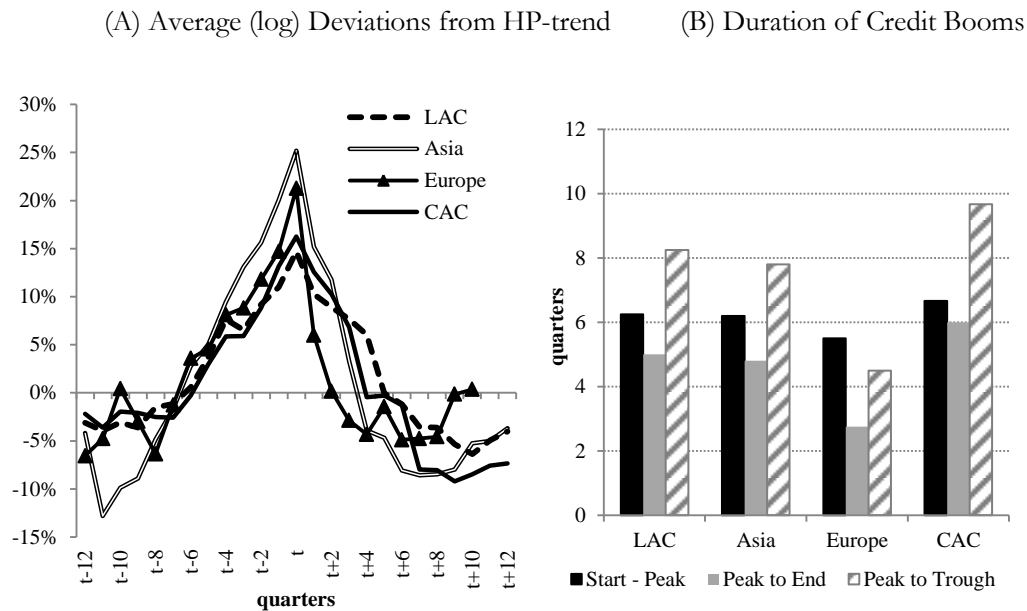 (A) Average (log) Deviations from HP-trend
(B) Duration of Credit Booms
30%
25%
20%
15%
10%
5%
0%
-5%
-10%
-15%
LAC
Asia
Europe
CAC
t-12
t-10
t-8
t-6
t-4
t-2
t
t+2
t+4
t+6
t+8
t+10
t+12
quarters
quarters
12
10
8
6
4
2
0
LAC
Asia
Europe
CAC
Start - Peak
Peak to End
Peak to Trough